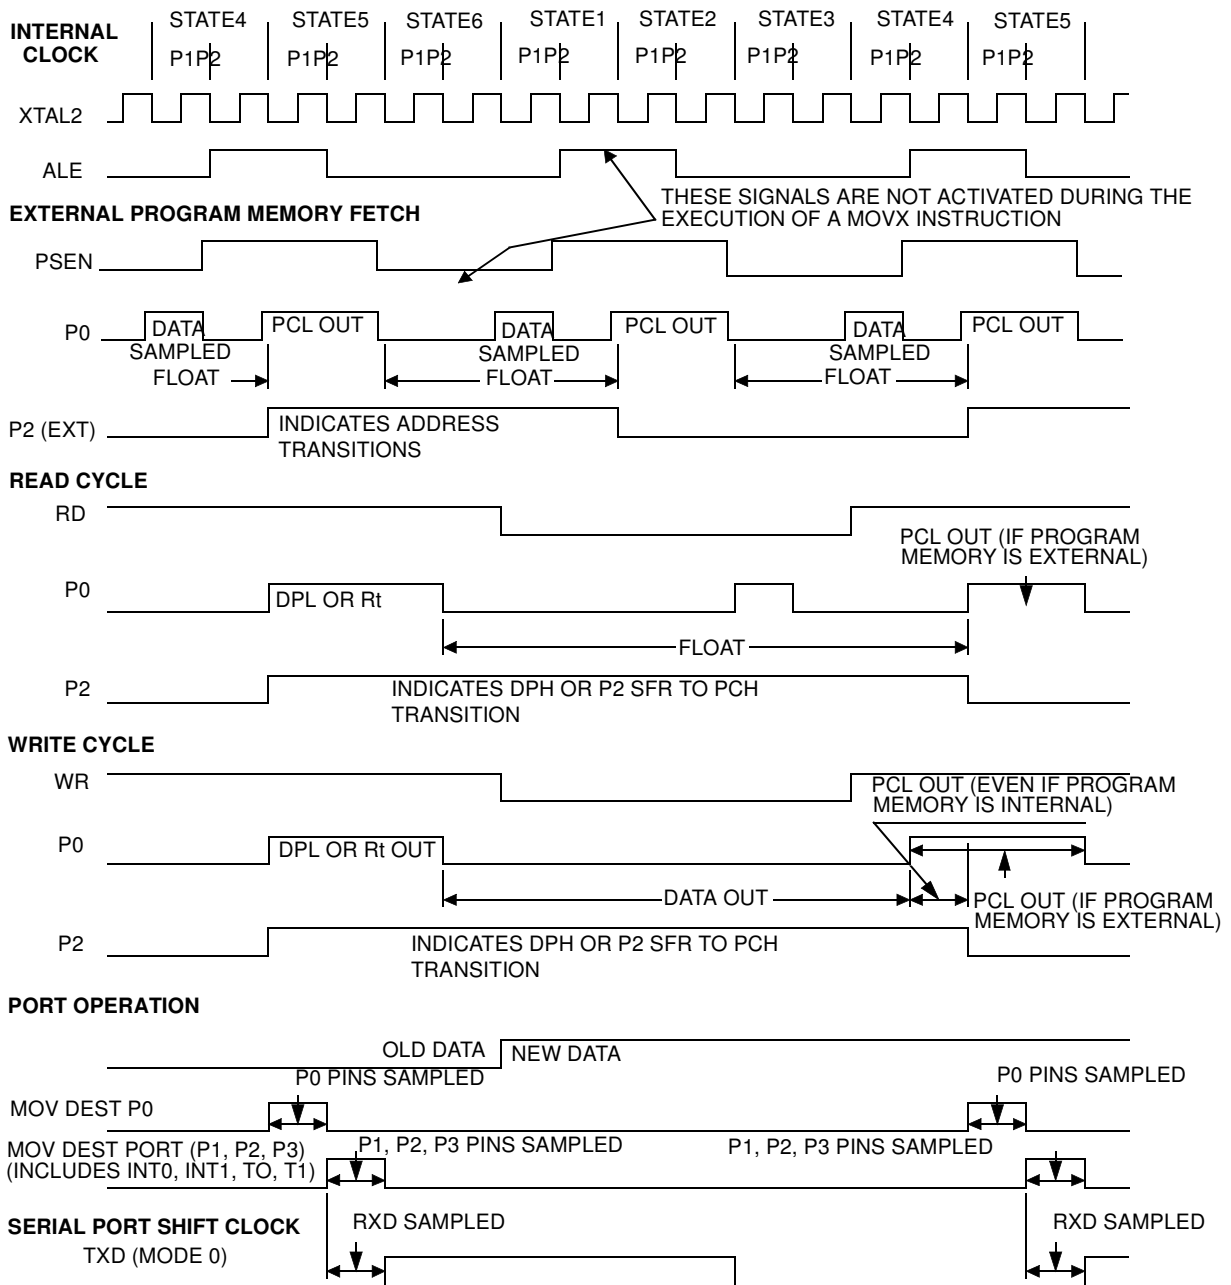 INTERNAL CLOCK
STATE4 STATE5 STATE6 STATE1 STATE2 STATE3 STATE4 STATE5
P1P2 P1P2 P1P2 P1P2 P1P2 P1P2 P1P2 P1P2
XTAL2
ALE
THESE SIGNALS ARE NOT ACTIVATED DURING THE
EXECUTION OF A MOVX INSTRUCTION
EXTERNAL PROGRAM MEMORY FETCH
PSEN
P0
DATA PCL OUT DATA PCL OUT DATA PCL OUT
SAMPLED SAMPLED SAMPLED
FLOAT FLOAT FLOAT
P2 (EXT)
INDICATES ADDRESS
TRANSITIONS
READ CYCLE
RD
PCL OUT (IF PROGRAM
MEMORY IS EXTERNAL)
P0
DPL OR Rt
FLOAT
P2
INDICATES DPH OR P2 SFR TO PCH
TRANSITION
WRITE CYCLE
WR
PCL OUT (EVEN IF PROGRAM
MEMORY IS INTERNAL)
P0
DPL OR Rt OUT
DATA OUT
PCL OUT (IF PROGRAM
MEMORY IS EXTERNAL)
P2
INDICATES DPH OR P2 SFR TO PCH
TRANSITION
PORT OPERATION
OLD DATA NEW DATA
P0 PINS SAMPLED P0 PINS SAMPLED
MOV DEST P0
MOV DEST PORT (P1, P2, P3)
(INCLUDES INT0, INT1, TO, T1)
P1, P2, P3 PINS SAMPLED P1, P2, P3 PINS SAMPLED
SERIAL PORT SHIFT CLOCK
RXD SAMPLED RXD SAMPLED
TXD (MODE 0)